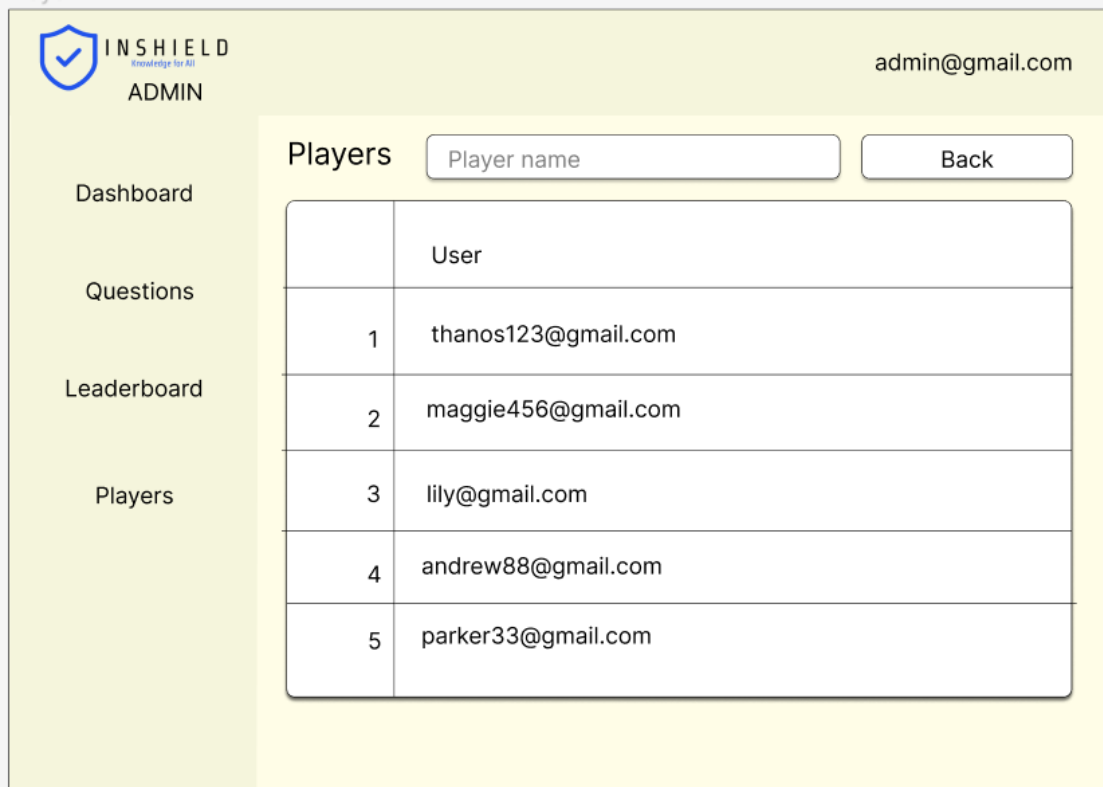 INSHIELD
Knowledge for All
ADMIN
admin@gmail.com
Dashboard
Questions
Leaderboard
Players
Players
Player name
Back
User
1 thanos123@gmail.com
2 maggie456@gmail.com
3 lily@gmail.com
4 andrew88@gmail.com
5 parker33@gmail.com